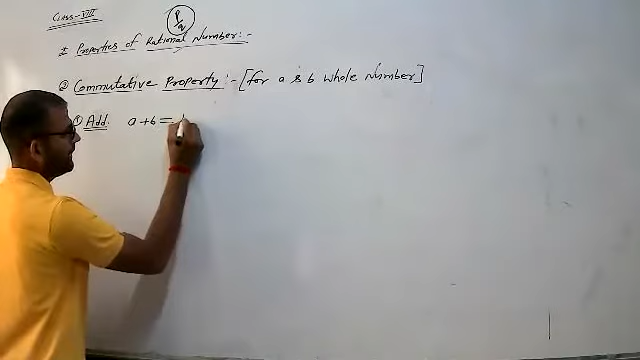 Class-VIII
P/q
# Properties of Rational Number:-
② Commutative Property:- [for a & b whole Number]
① Add. a+b=